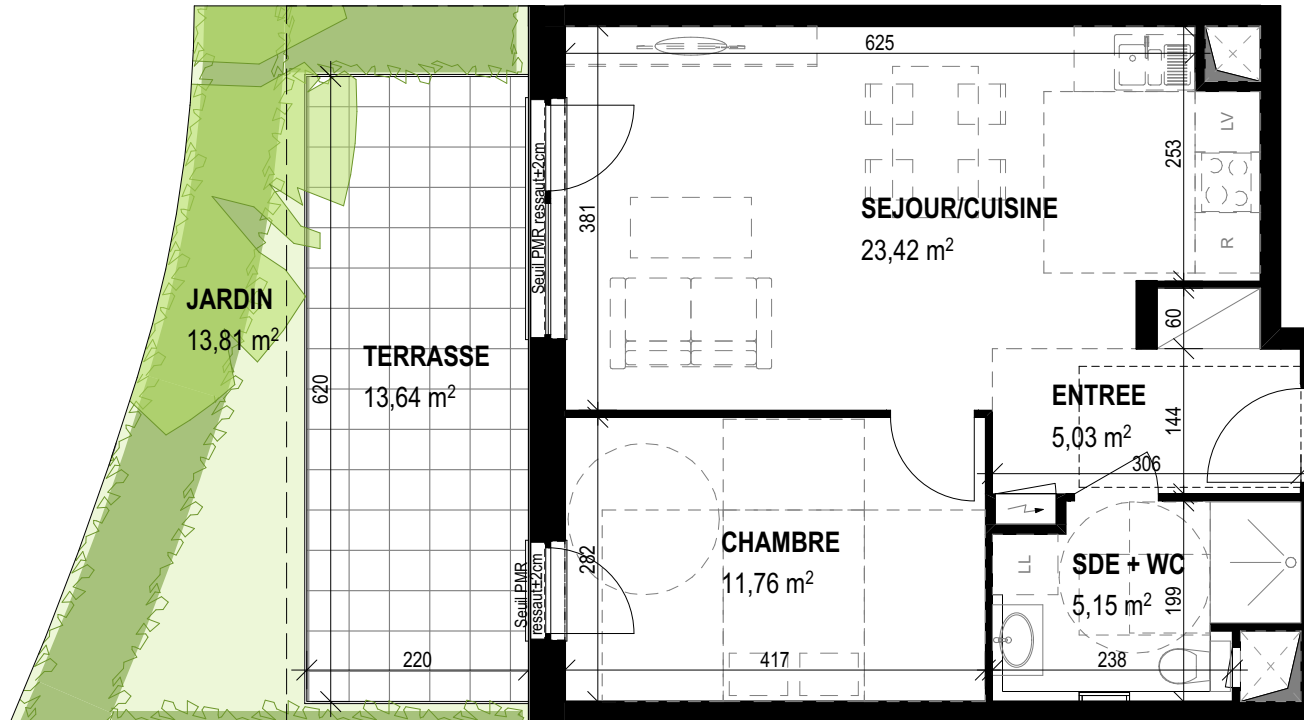 625
LV
253
R
SEJOUR/CUISINE
23,42 m²
381
Seuil PMR ressaut±2cm
JARDIN
13,81 m²
TERRASSE
13,64 m²
620
220
60
ENTREE
5,03 m²
144
306
CHAMBRE
11,76 m²
282
417
Seuil PMR
ressaut±2cm
LL
SDE + WC
5,15 m²
199
238